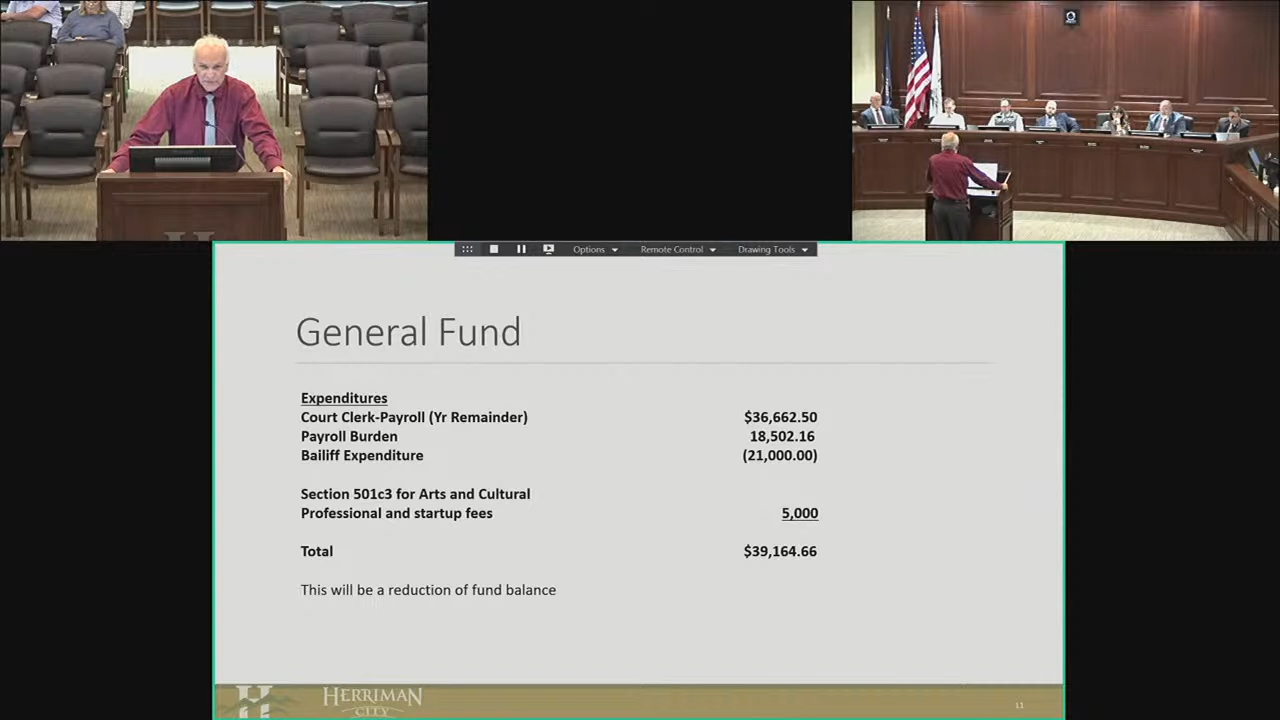 Options
Remote Control
Drawing Tools
General Fund
Expenditures
Court Clerk-Payroll (Yr Remainder) $36,662.50
Payroll Burden 18,502.16
Bailiff Expenditure (21,000.00)
Section 501c3 for Arts and Cultural
Professional and startup fees 5,000
Total $39,164.66
This will be a reduction of fund balance
H
HERRIMAN
CITY
11